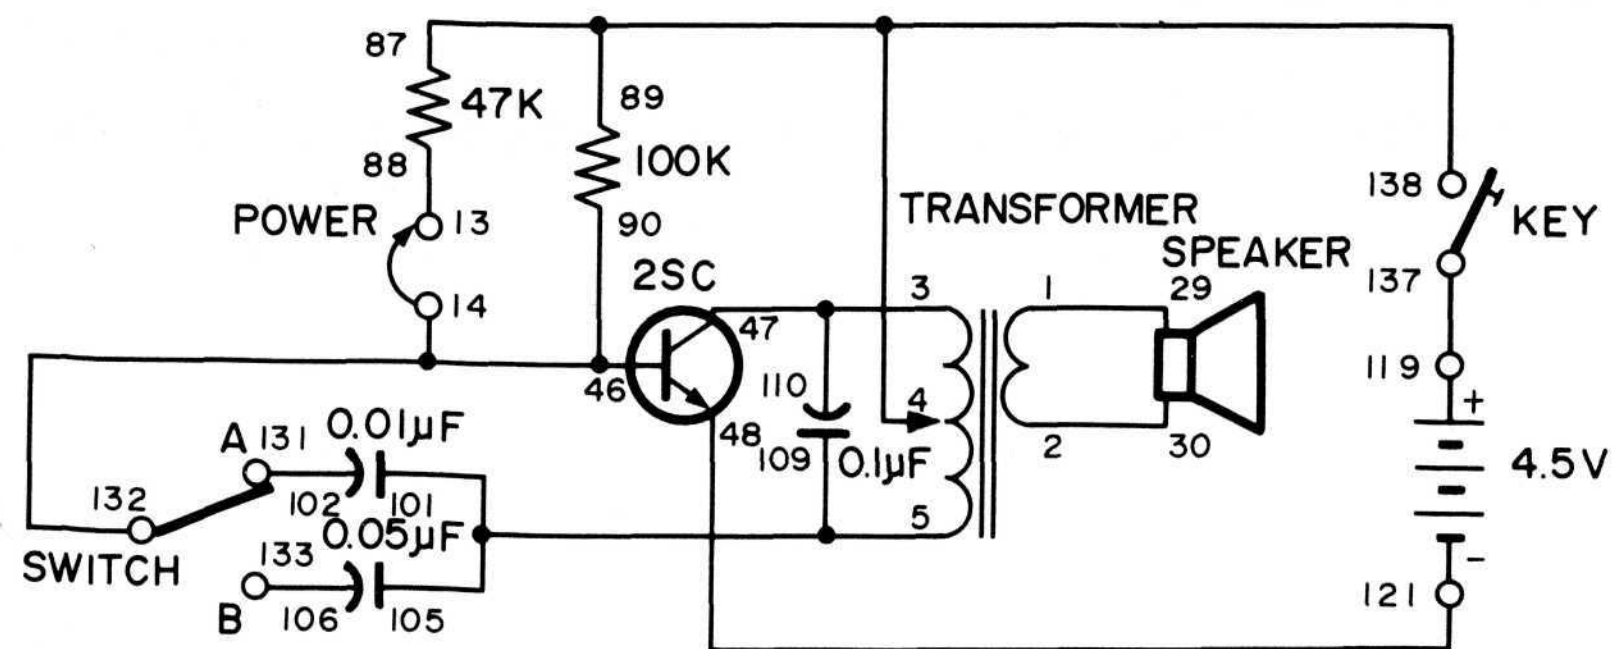 87
47K
88
89
100K
90
POWER
13
14
2SC
46
47
48
TRANSFORMER
SPEAKER
3
4
5
1
2
29
30
110
109
0.1µF
138
KEY
137
119
+
4.5V
-
121
A
131
0.01µF
102
101
132
SWITCH
133
0.05µF
B
106
105